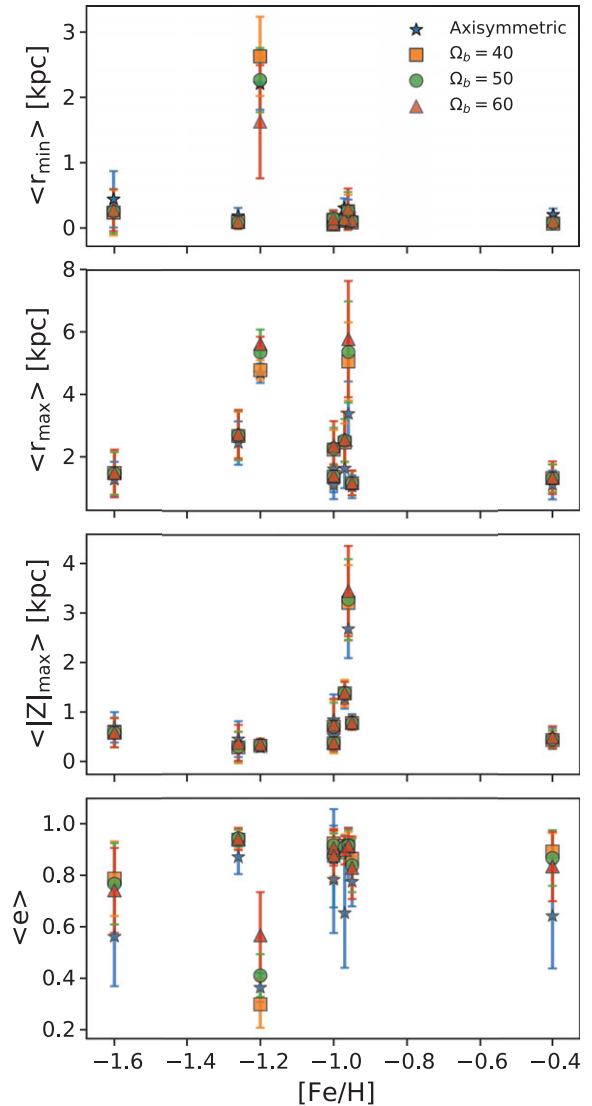 Axisymmetric
Ω_b = 40
Ω_b = 50
Ω_b = 60
<r_min> [kpc]
3
2
1
0
<r_max> [kpc]
8
6
4
2
<|Z|_max> [kpc]
4
3
2
1
0
<e>
1.0
0.8
0.6
0.4
0.2
−1.6 −1.4 −1.2 −1.0 −0.8 −0.6 −0.4
[Fe/H]